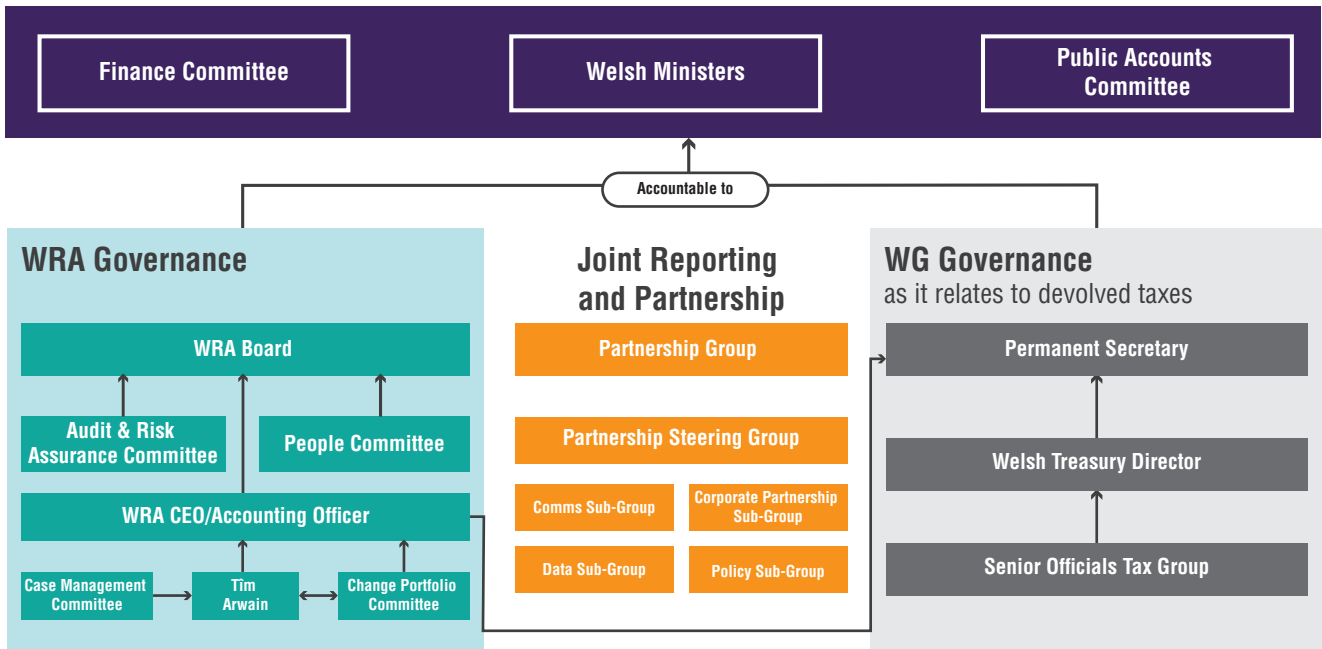 Finance Committee
Welsh Ministers
Public Accounts
Committee
Accountable to
WRA Governance
WRA Board
Audit & Risk
Assurance Committee
People Committee
WRA CEO/Accounting Officer
Case Management
Committee
Tîm
Arwain
Change Portfolio
Committee
Joint Reporting
and Partnership
Partnership Group
Partnership Steering Group
Comms Sub-Group
Corporate Partnership
Sub-Group
Data Sub-Group
Policy Sub-Group
WG Governance
as it relates to devolved taxes
Permanent Secretary
Welsh Treasury Director
Senior Officials Tax Group